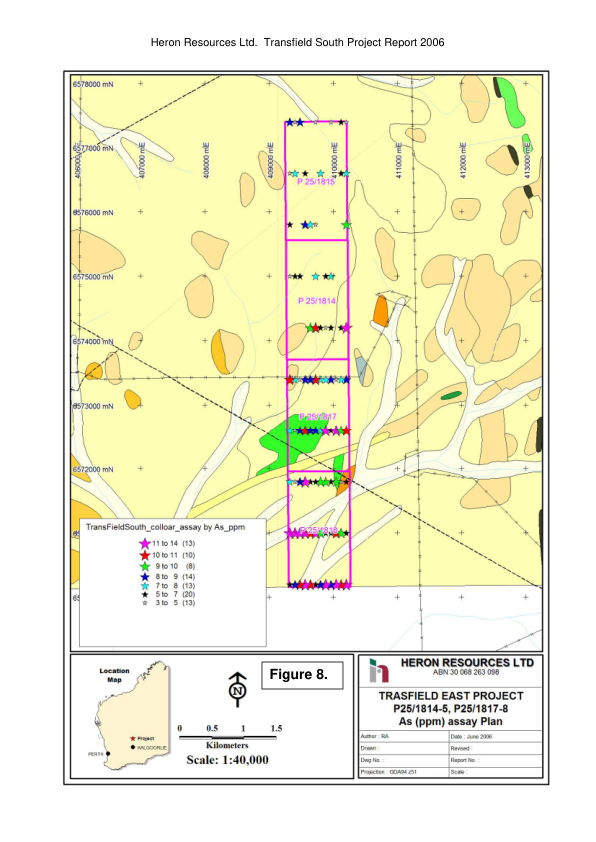 Heron Resources Ltd. Transfield South Project Report 2006
6578000 mN
6577000 mN
6576000 mN
6575000 mN
6574000 mN
6573000 mN
6572000 mN
406000 mE
407000 mE
408000 mE
409000 mE
410000 mE
411000 mE
412000 mE
413000 mE
P 25/1815
P 25/1814
P 25/1817
P 25/1818
TransFieldSouth_colloar_assay by As_ppm
11 to 14 (13)
10 to 11 (10)
9 to 10 (8)
8 to 9 (14)
7 to 8 (13)
5 to 7 (20)
3 to 5 (13)
Location
Map
Project
KALGOORLIE
PERTH
N
Figure 8.
0 0.5 1 1.5
Kilometers
Scale: 1:40,000
HERON RESOURCES LTD
ABN 30 068 263 098
TRASFIELD EAST PROJECT
P25/1814-5, P25/1817-8
As (ppm) assay Plan
Author : RA
Date : June 2006
Drawn :
Revised :
Dwg No. :
Report No. :
Projection : GDA94 z51
Scale :